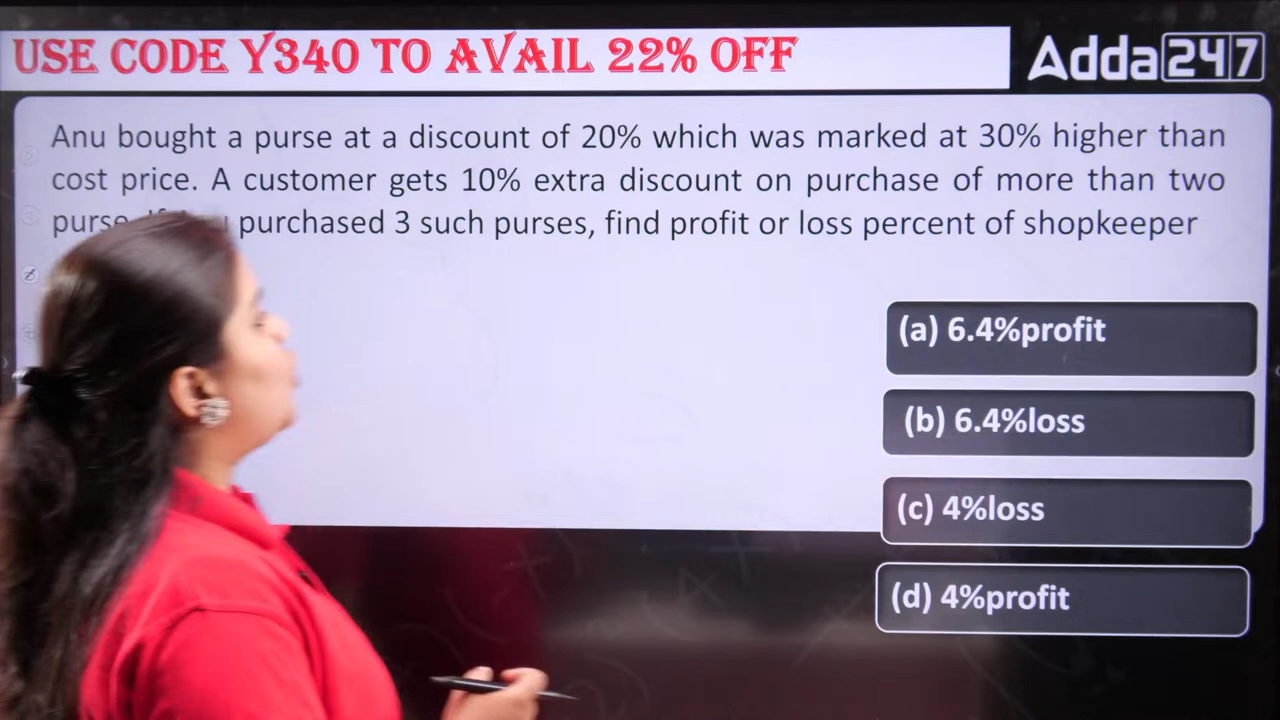 USE CODE Y340 TO AVAIL 22% OFF
Adda247
Anu bought a purse at a discount of 20% which was marked at 30% higher than
cost price. A customer gets 10% extra discount on purchase of more than two
purchased 3 such purses, find profit or loss percent of shopkeeper
(a) 6.4%profit
(b) 6.4%loss
(c) 4%loss
(d) 4%profit